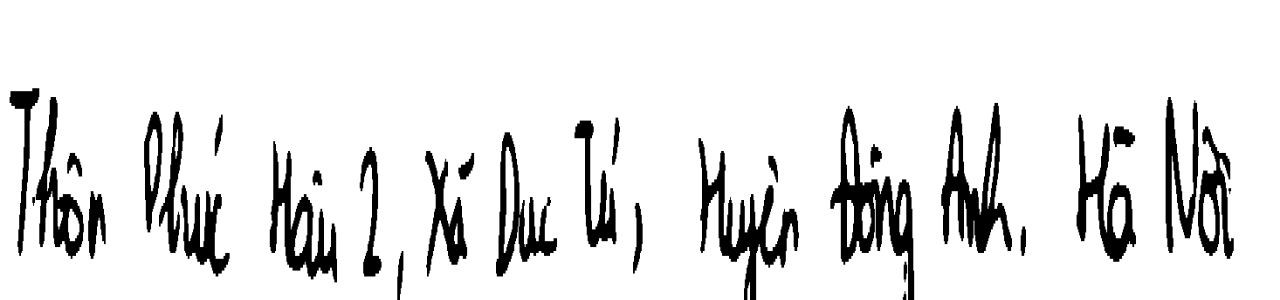 Thôn Phúc Hậu 2, Xã Dục Tú, Huyện Đông Anh, Hà Nội